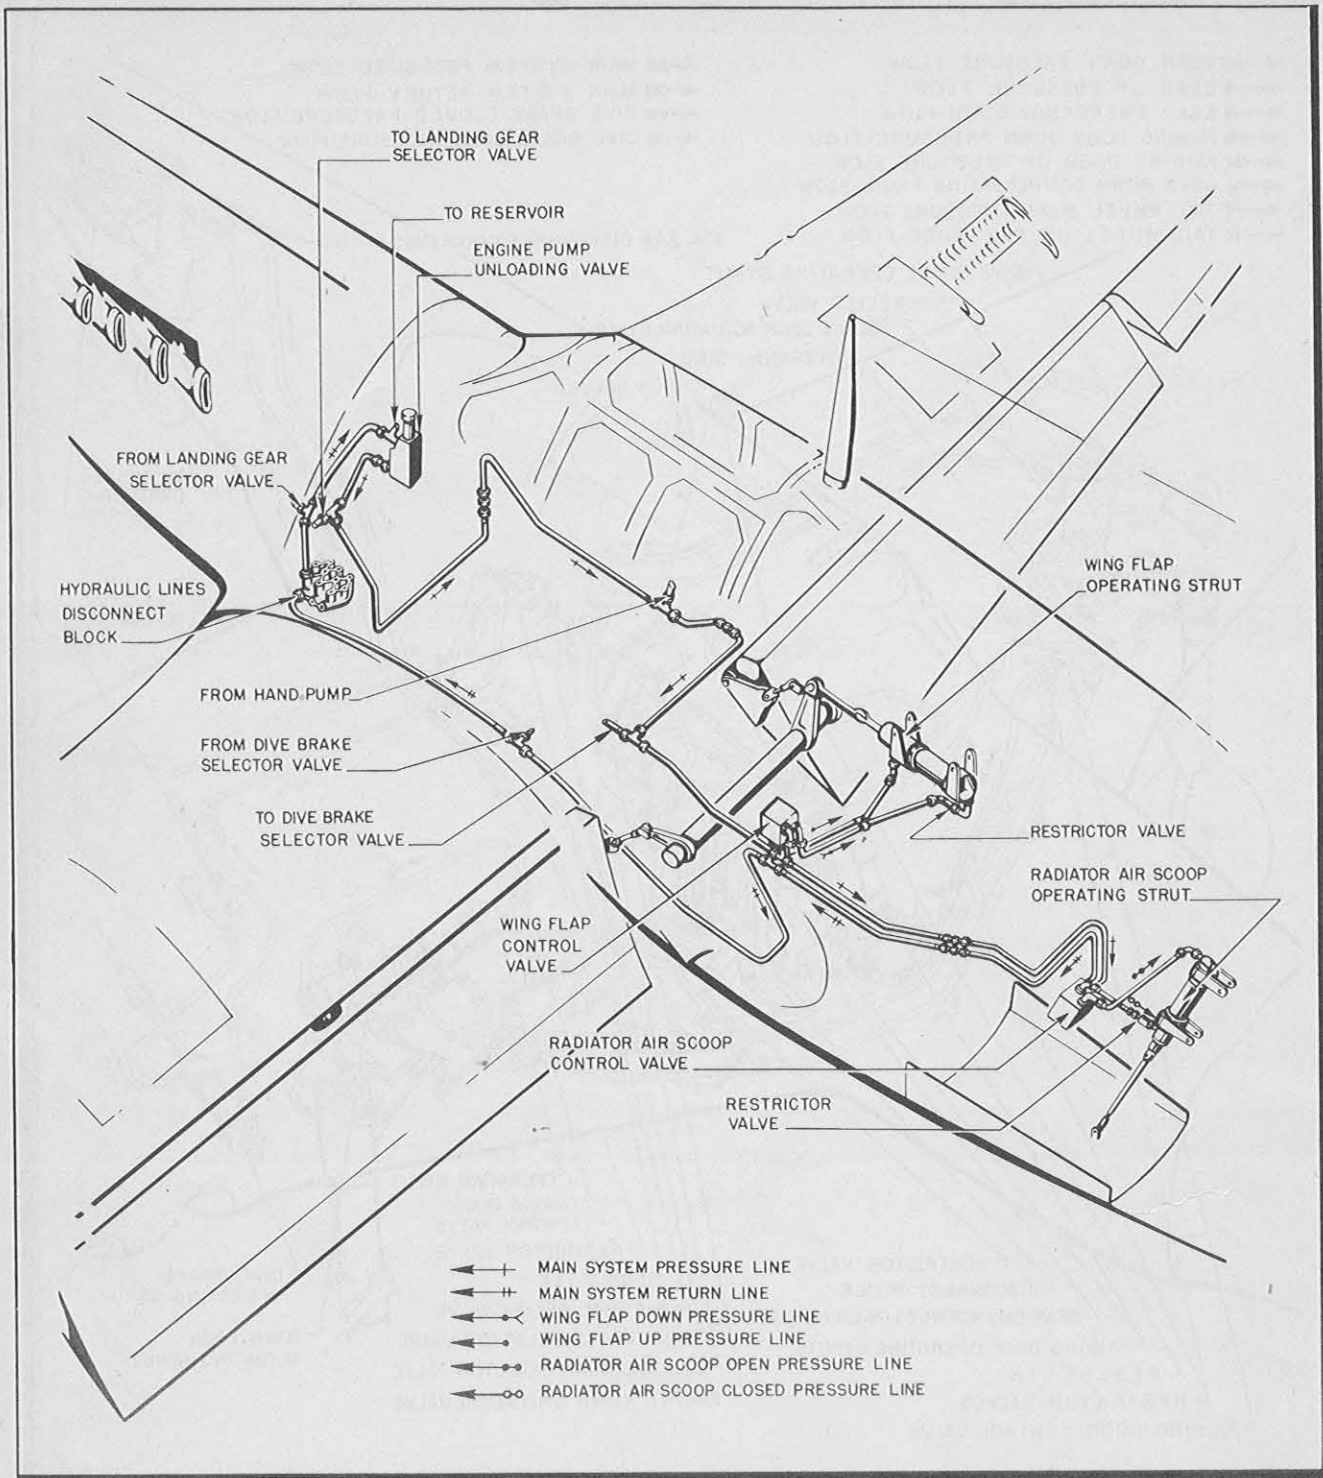 TO LANDING GEAR
SELECTOR VALVE
TO RESERVOIR
ENGINE PUMP
UNLOADING VALVE
FROM LANDING GEAR
SELECTOR VALVE
HYDRAULIC LINES
DISCONNECT
BLOCK
FROM HAND PUMP
FROM DIVE BRAKE
SELECTOR VALVE
TO DIVE BRAKE
SELECTOR VALVE
WING FLAP
OPERATING STRUT
RESTRICTOR VALVE
RADIATOR AIR SCOOP
OPERATING STRUT
WING FLAP
CONTROL
VALVE
RADIATOR AIR SCOOP
CONTROL VALVE
RESTRICTOR
VALVE
MAIN SYSTEM PRESSURE LINE
MAIN SYSTEM RETURN LINE
WING FLAP DOWN PRESSURE LINE
WING FLAP UP PRESSURE LINE
RADIATOR AIR SCOOP OPEN PRESSURE LINE
RADIATOR AIR SCOOP CLOSED PRESSURE LINE